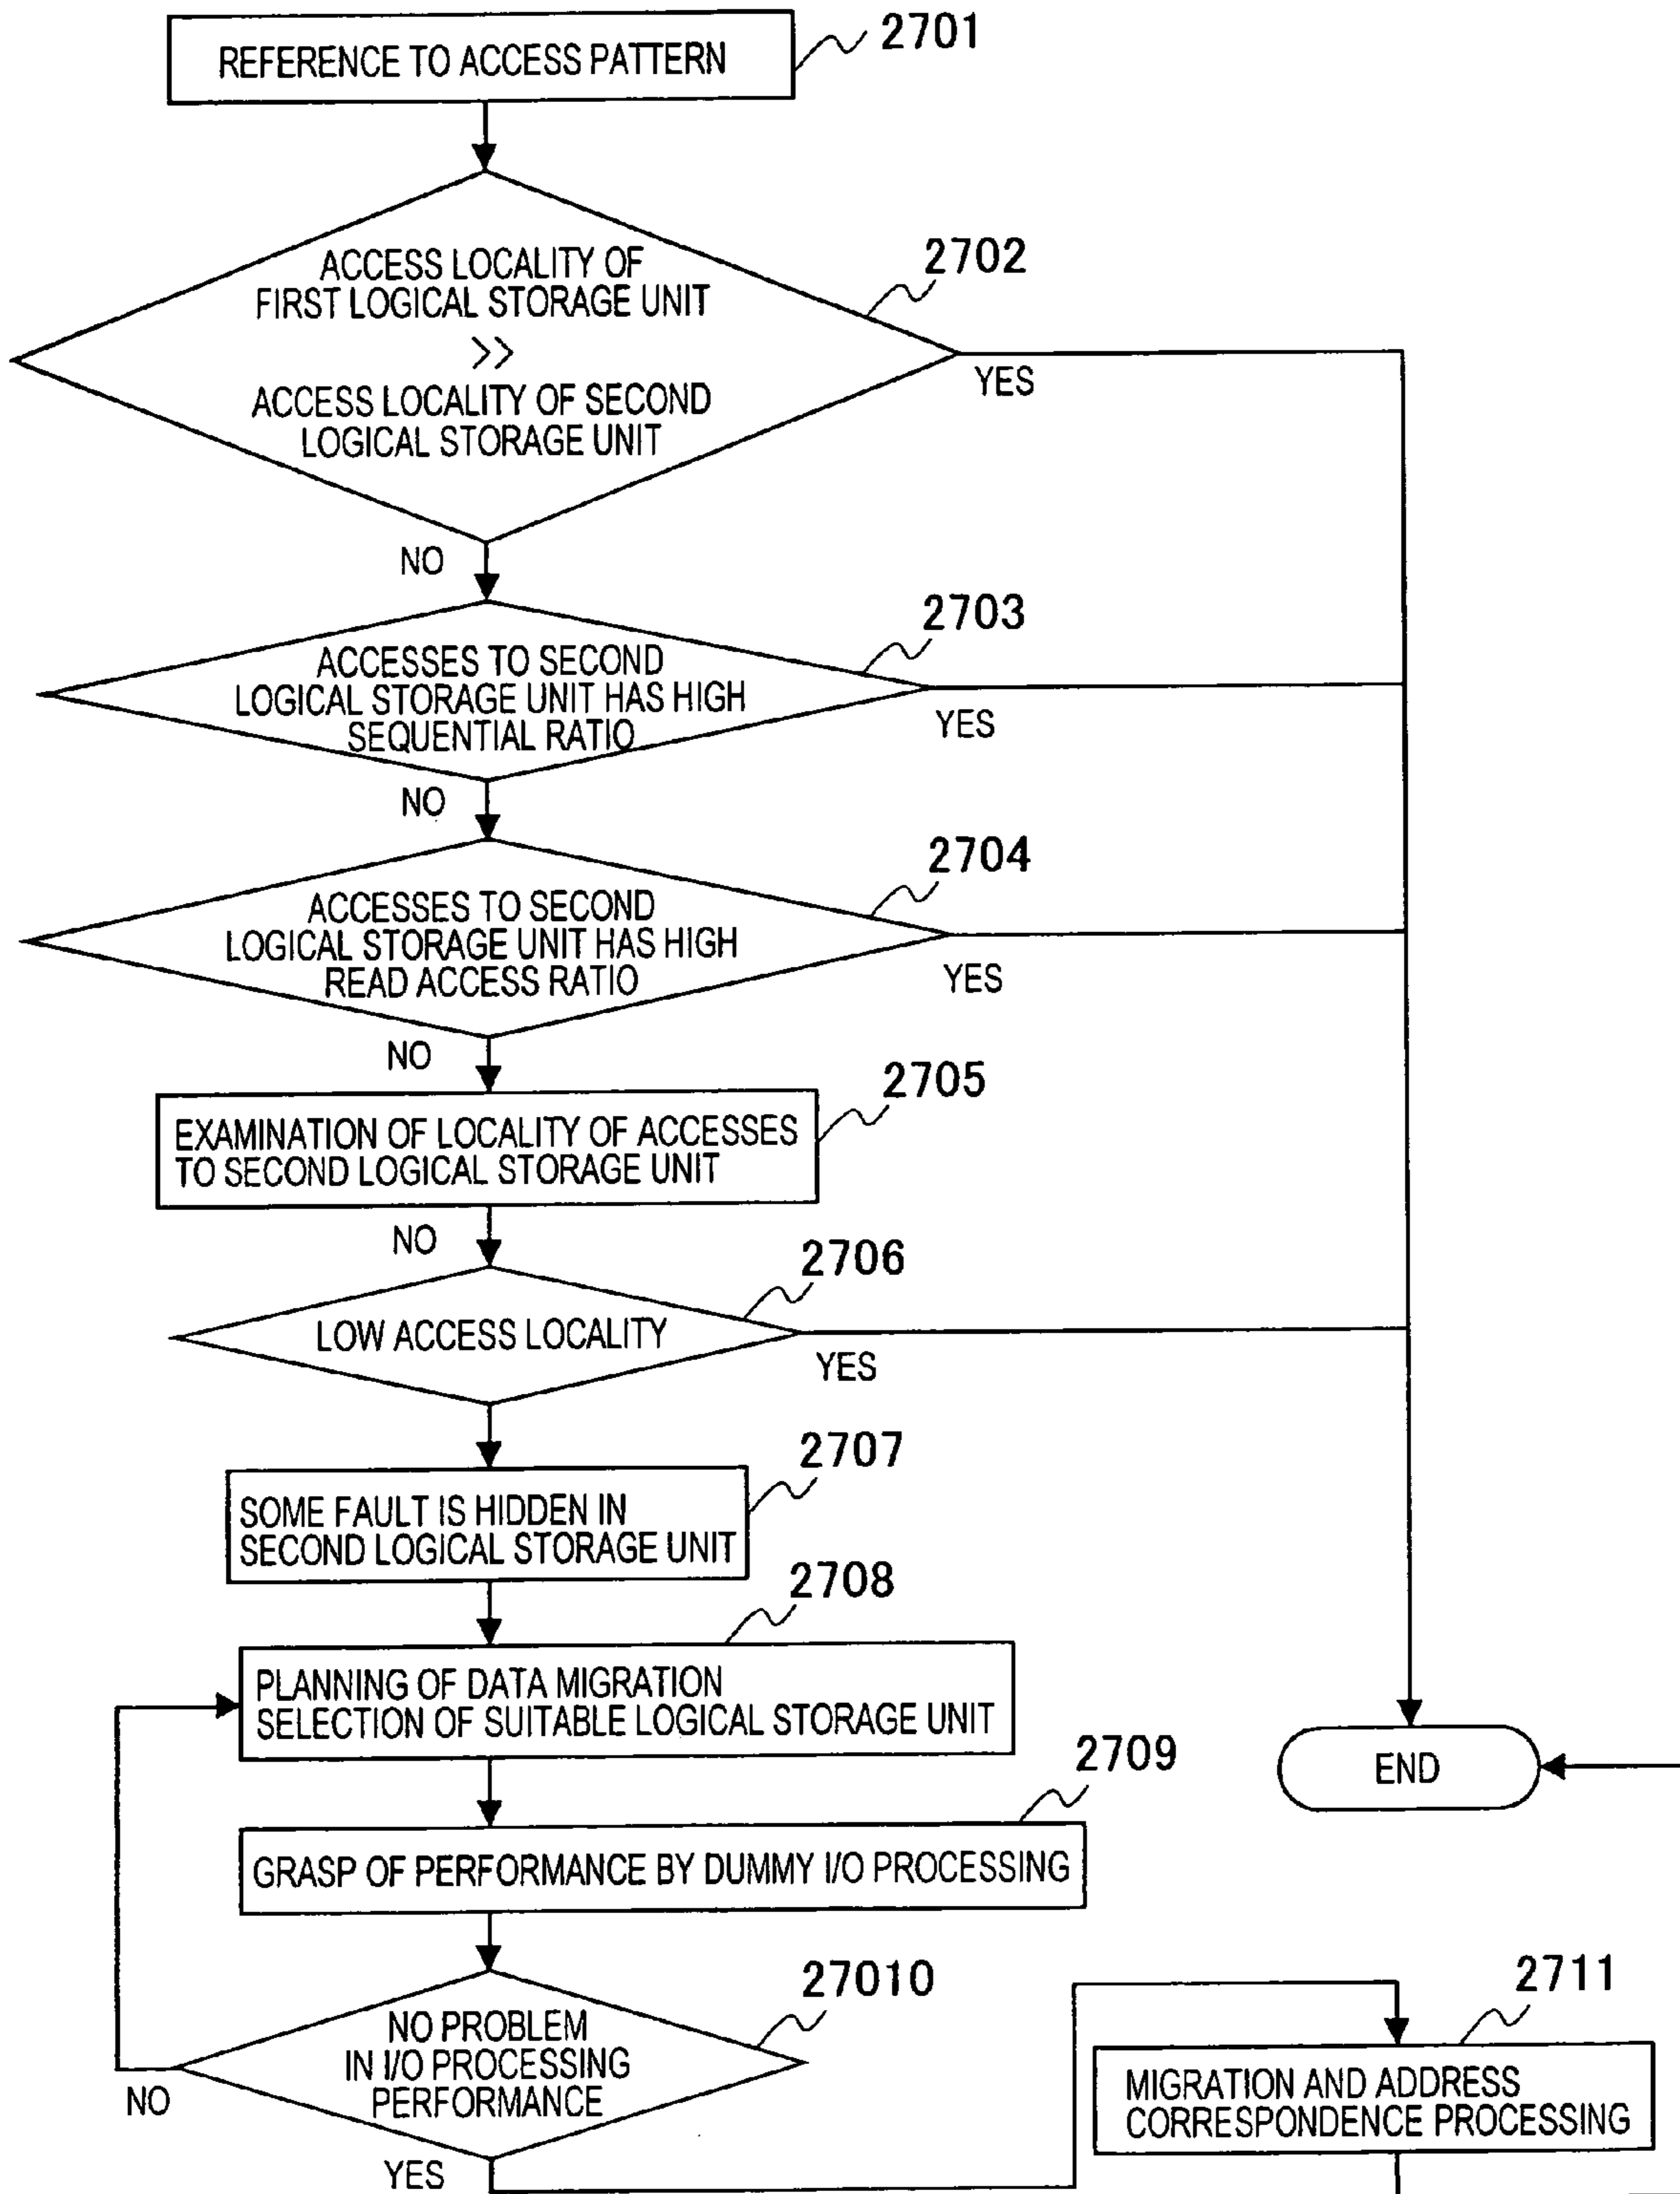 REFERENCE TO ACCESS PATTERN
2701
ACCESS LOCALITY OF
FIRST LOGICAL STORAGE UNIT
>>
ACCESS LOCALITY OF SECOND
LOGICAL STORAGE UNIT
2702
YES
NO
ACCESSES TO SECOND
LOGICAL STORAGE UNIT HAS HIGH
SEQUENTIAL RATIO
2703
YES
NO
ACCESSES TO SECOND
LOGICAL STORAGE UNIT HAS HIGH
READ ACCESS RATIO
2704
YES
NO
EXAMINATION OF LOCALITY OF ACCESSES
TO SECOND LOGICAL STORAGE UNIT
2705
NO
LOW ACCESS LOCALITY
2706
YES
SOME FAULT IS HIDDEN IN
SECOND LOGICAL STORAGE UNIT
2707
PLANNING OF DATA MIGRATION
SELECTION OF SUITABLE LOGICAL STORAGE UNIT
2708
END
GRASP OF PERFORMANCE BY DUMMY I/O PROCESSING
2709
NO PROBLEM
IN I/O PROCESSING
PERFORMANCE
27010
NO
YES
MIGRATION AND ADDRESS
CORRESPONDENCE PROCESSING
2711